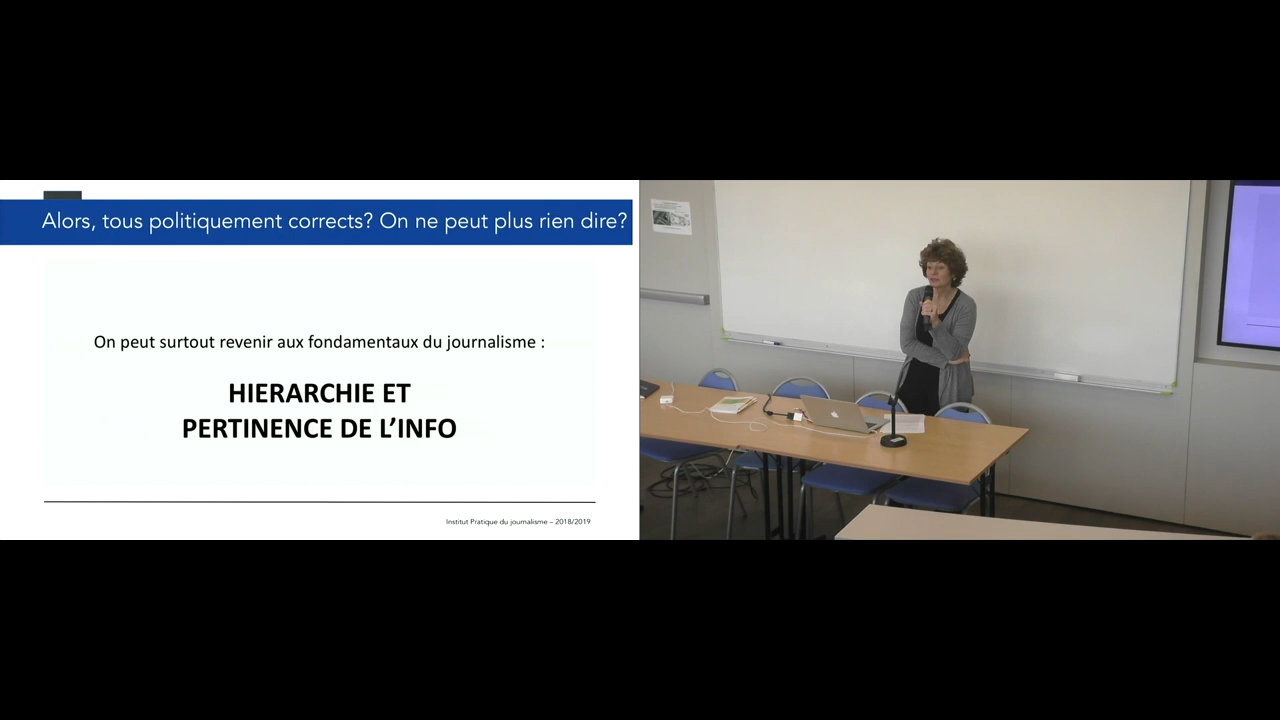 Alors, tous politiquement corrects? On ne peut plus rien dire?
On peut surtout revenir aux fondamentaux du journalisme :
HIERARCHIE ET
PERTINENCE DE L’INFO
Institut Pratique du journalisme – 2018/2019